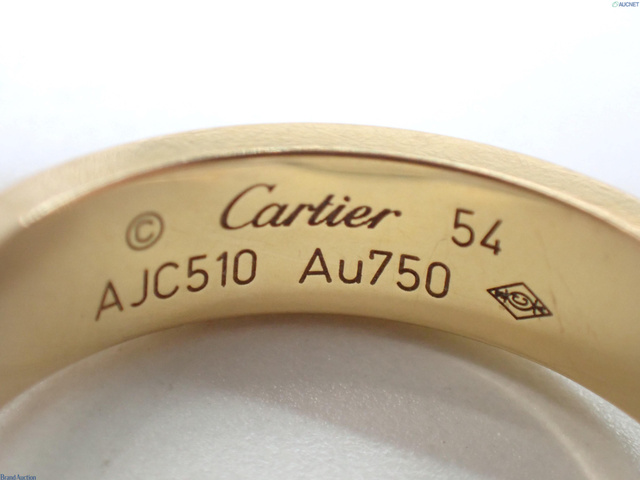 AUCNET
© Cartier 54
AJC510 Au750
C
Brand Auction